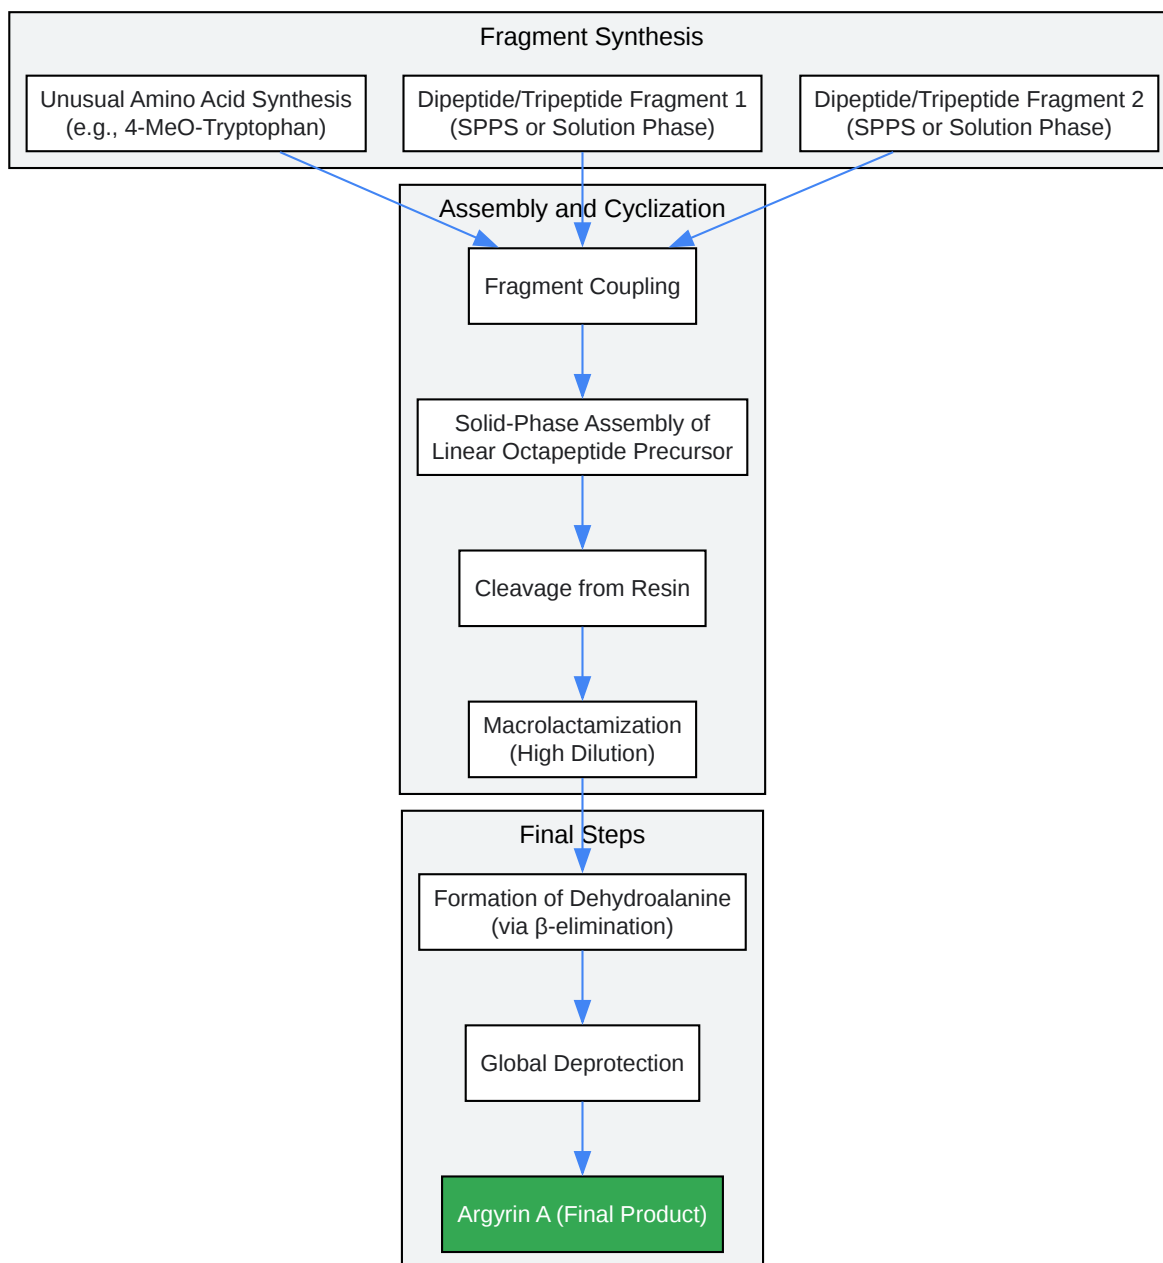 Fragment Synthesis
Unusual Amino Acid Synthesis
(e.g., 4-MeO-Tryptophan)
Dipeptide/Tripeptide Fragment 1
(SPPS or Solution Phase)
Dipeptide/Tripeptide Fragment 2
(SPPS or Solution Phase)
Assembly and Cyclization
Fragment Coupling
Solid-Phase Assembly of
Linear Octapeptide Precursor
Cleavage from Resin
Macrolactamization
(High Dilution)
Final Steps
Formation of Dehydroalanine
(via β-elimination)
Global Deprotection
Argyrin A (Final Product)